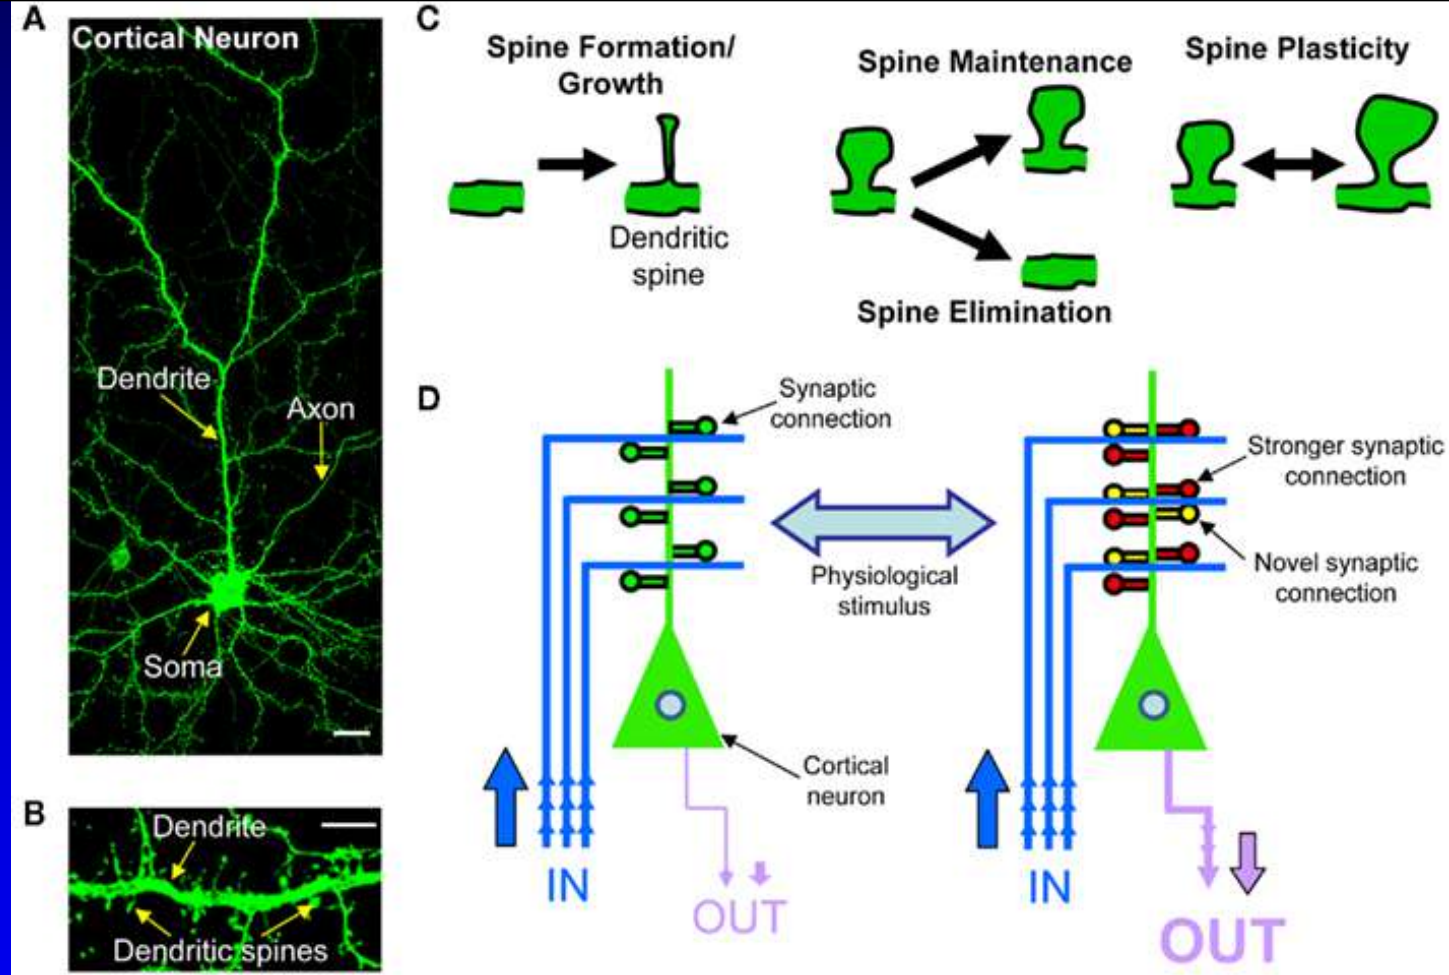 A
Cortical Neuron
Dendrite
Axon
Soma
B
Dendrite
Dendritic spines
C
Spine Formation/
Growth
Dendritic
spine
Spine Maintenance
Spine Elimination
Spine Plasticity
D
Synaptic
connection
Physiological
stimulus
Cortical
neuron
IN
OUT
Stronger synaptic
connection
Novel synaptic
connection
IN
OUT